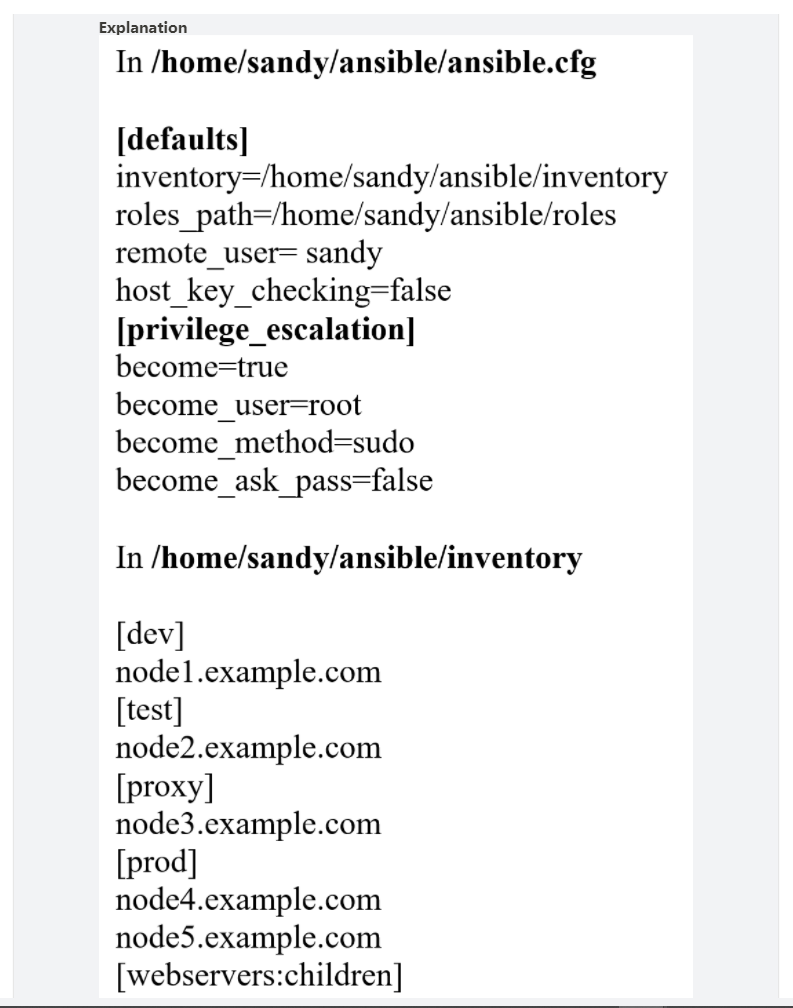 Explanation
In /home/sandy/ansible/ansible.cfg
[defaults]
inventory=/home/sandy/ansible/inventory
roles_path=/home/sandy/ansible/roles
remote_user= sandy
host_key_checking=false
[privilege_escalation]
become=true
become_user=root
become_method=sudo
become_ask_pass=false
In /home/sandy/ansible/inventory
[dev]
node1.example.com
[test]
node2.example.com
[proxy]
node3.example.com
[prod]
node4.example.com
node5.example.com
[webservers:children]